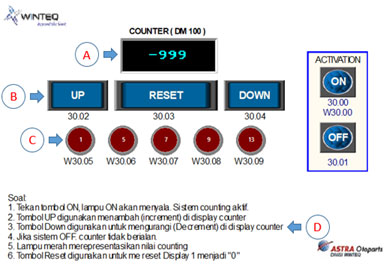 WINTEQ
beyond the best
COUNTER ( DM 100 )
A
-999
ACTIVATION
ON
30.00
W30.00
OFF
30.01
B
UP
RESET
DOWN
30.02
30.03
30.04
C
1
5
7
9
13
W30.05
W30.06
W30.07
W30.08
W30.09
Soal:
1. Tekan tombol ON, lampu ON akan menyala. Sistem counting aktif.
2. Tombol UP digunakan menambah (increment) di display counter
3. Tombol Down digunakan untuk mengurangi (Decrement) di display counter
D
4. Jika sistem OFF. counter tidak berjalan.
5. Lampu merah merepresentasikan nilai counting
6. Tombol Reset digunakan untuk me reset Display 1 menjadi "0"
ASTRA Otoparts
DIVISI WINTEQ